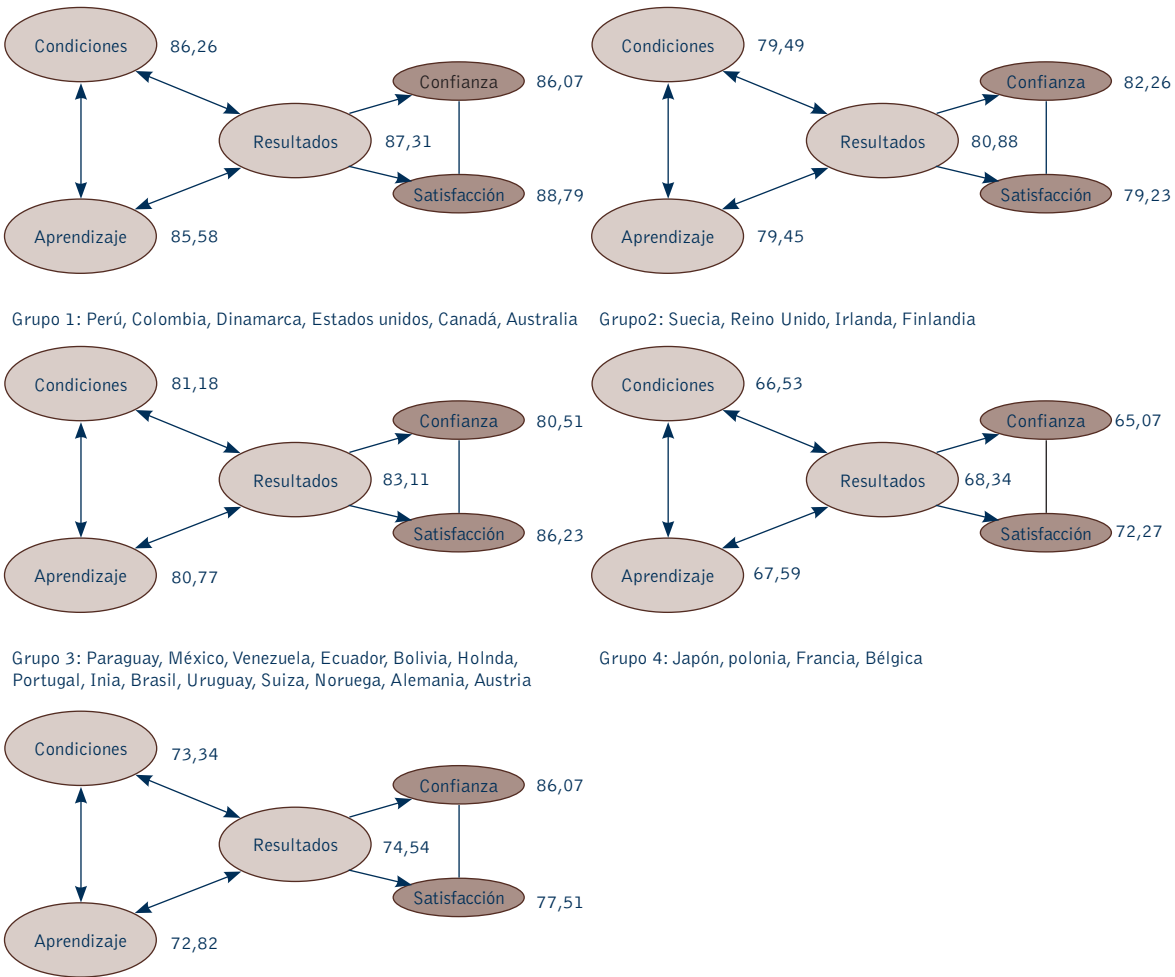 Condiciones
86,26
Confianza
86,07
Resultados
87,31
Satisfacción
88,79
Aprendizaje
85,58
Grupo 1: Perú, Colombia, Dinamarca, Estados unidos, Canadá, Australia
Condiciones
79,49
Confianza
82,26
Resultados
80,88
Satisfacción
79,23
Aprendizaje
79,45
Grupo2: Suecia, Reino Unido, Irlanda, Finlandia
Condiciones
81,18
Confianza
80,51
Resultados
83,11
Satisfacción
86,23
Aprendizaje
80,77
Grupo 3: Paraguay, México, Venezuela, Ecuador, Bolivia, Holnda,
Portugal, Inia, Brasil, Uruguay, Suiza, Noruega, Alemania, Austria
Condiciones
66,53
Confianza
65,07
Resultados
68,34
Satisfacción
72,27
Aprendizaje
67,59
Grupo 4: Japón, polonia, Francia, Bélgica
Condiciones
73,34
Confianza
86,07
Resultados
74,54
Satisfacción
77,51
Aprendizaje
72,82